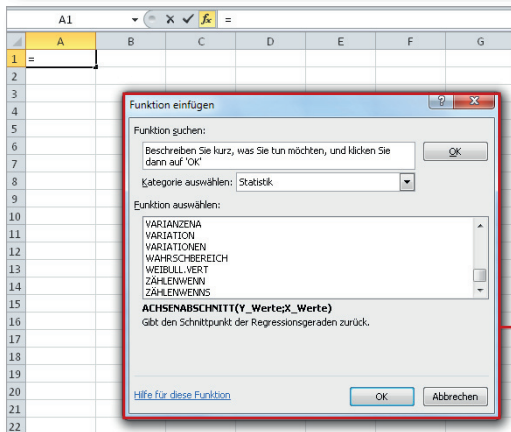 A1 fx =
A B C D E F G
1 =
2
3
4
5
6
7
8
9
10
11
12
13
14
15
16
17
18
19
20
21
22
Funktion einfügen
Funktion suchen:
Beschreiben Sie kurz, was Sie tun möchten, und klicken Sie
dann auf 'OK'
OK
Kategorie auswählen: Statistik
Funktion auswählen:
VARIANZENA
VARIATION
VARIATIONEN
WAHRSCHBEREICH
WEIBULL.VERT
ZÄHLENWENN
ZÄHLENWENNS
ACHSENABSCHNITT(Y_Werte;X_Werte)
Gibt den Schnittpunkt der Regressionsgeraden zurück.
Hilfe für diese Funktion
OK Abbrechen